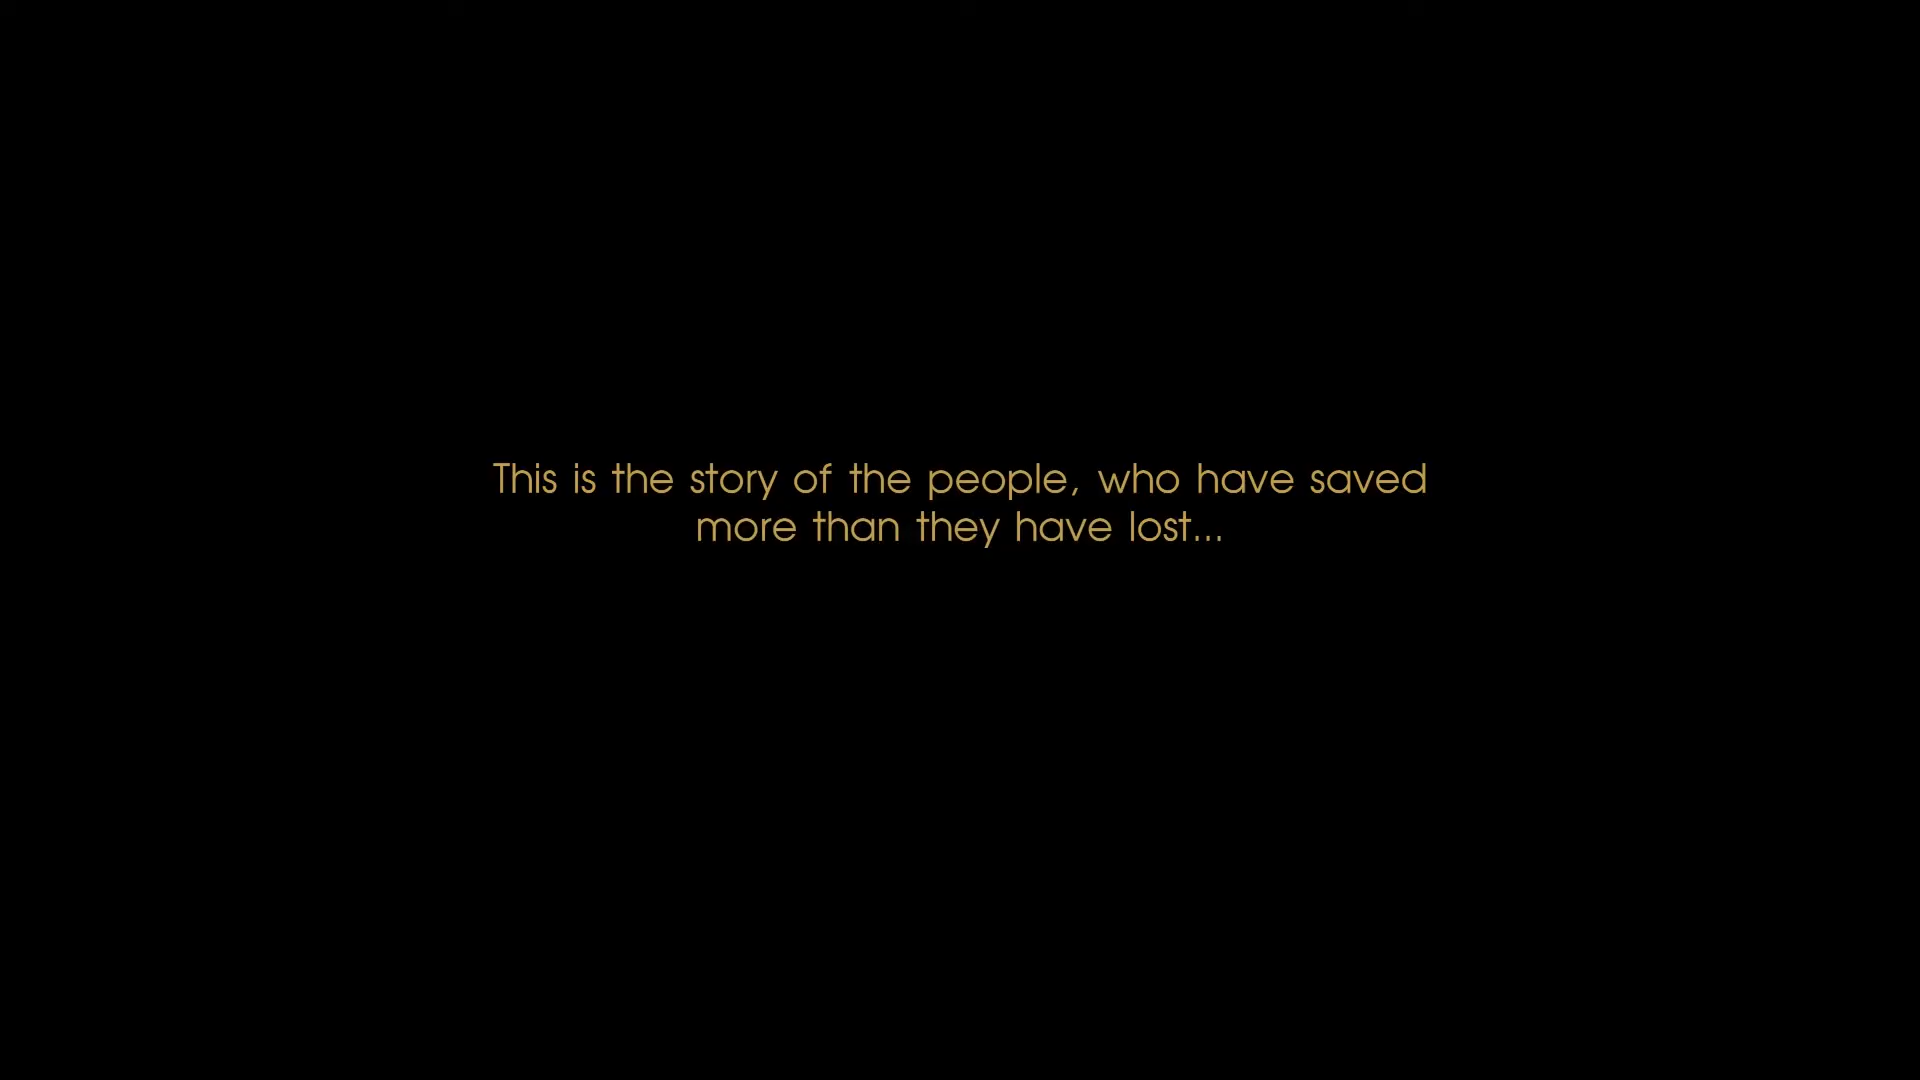 This is the story of the people, who have saved
more than they have lost...